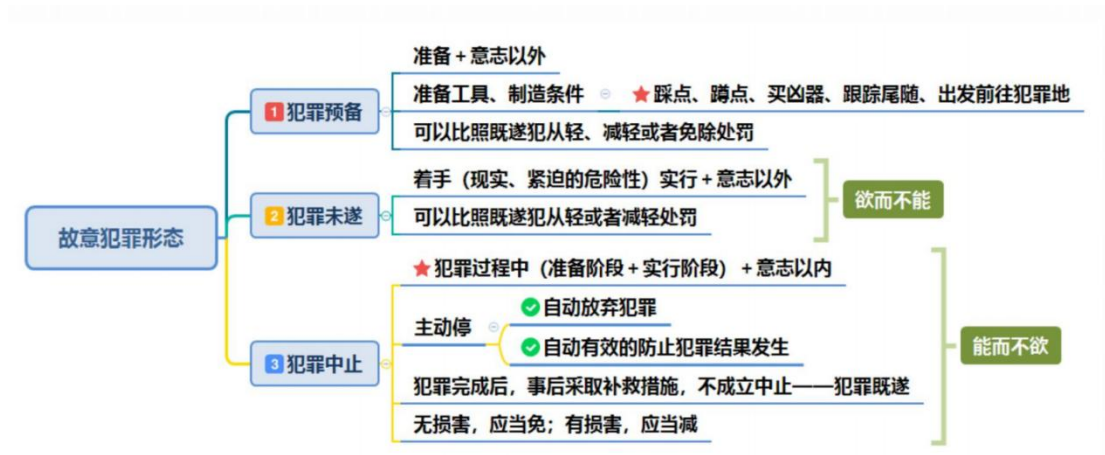 故意犯罪形态
1 犯罪预备
准备+意志以外
准备工具、制造条件
★踩点、蹲点、买凶器、跟踪尾随、出发前往犯罪地
可以比照既遂犯从轻、减轻或者免除处罚
2 犯罪未遂
着手（现实、紧迫的危险性）实行+意志以外
可以比照既遂犯从轻或者减轻处罚
欲而不能
3 犯罪中止
★犯罪过程中（准备阶段+实行阶段）+意志以内
主动停
自动放弃犯罪
自动有效的防止犯罪结果发生
犯罪完成后，事后采取补救措施，不成立中止——犯罪既遂
无损害，应当免；有损害，应当减
能而不欲